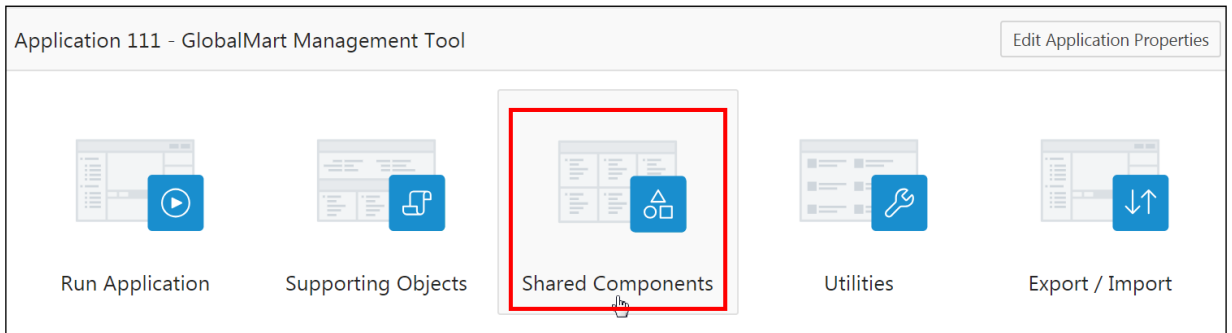 Application 111 - GlobalMart Management Tool
Edit Application Properties
Run Application
Supporting Objects
Shared Components
Utilities
Export / Import